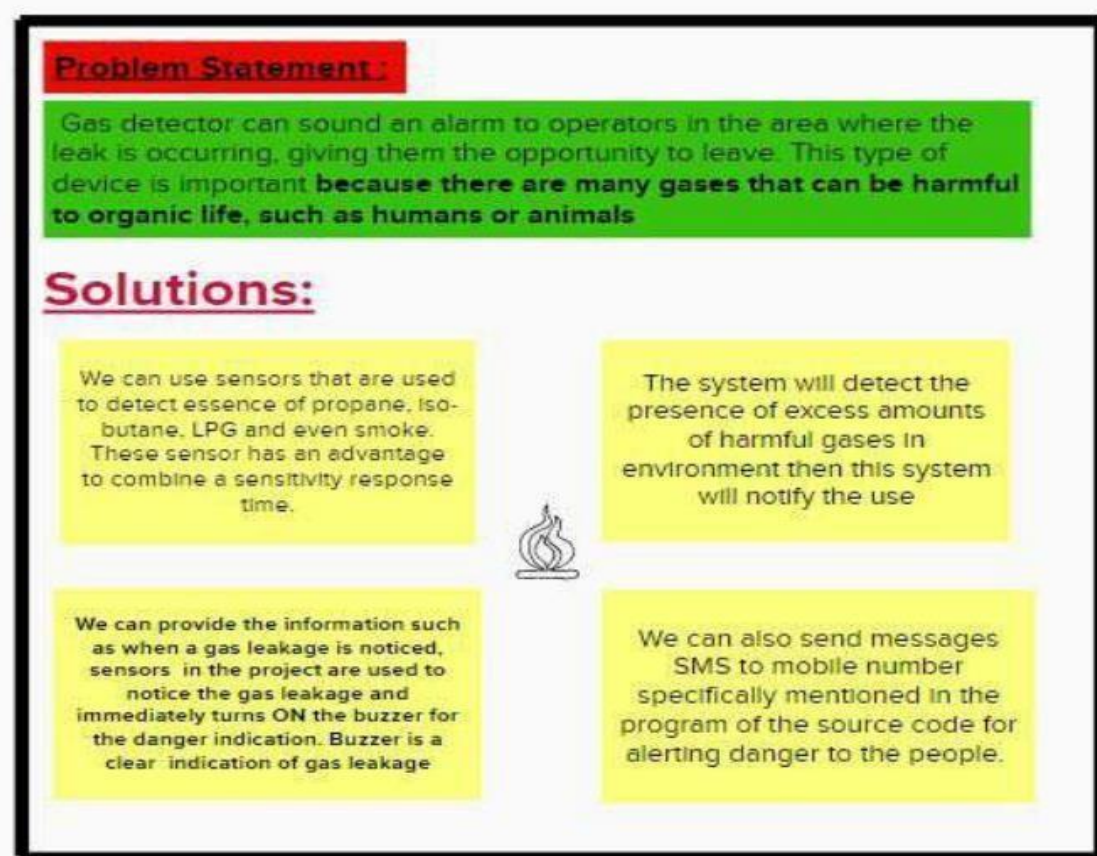 Problem Statement :
Gas detector can sound an alarm to operators in the area where the
leak is occurring, giving them the opportunity to leave. This type of
device is important because there are many gases that can be harmful
to organic life, such as humans or animals
Solutions:
We can use sensors that are used
to detect essence of propane, iso-
butane, LPG and even smoke.
These sensor has an advantage
to combine a sensitivity response
time.
The system will detect the
presence of excess amounts
of harmful gases in
environment then this system
will notify the use
We can provide the information such
as when a gas leakage is noticed,
sensors in the project are used to
notice the gas leakage and
immediately turns ON the buzzer for
the danger indication. Buzzer is a
clear indication of gas leakage
We can also send messages
SMS to mobile number
specifically mentioned in the
program of the source code for
alerting danger to the people.